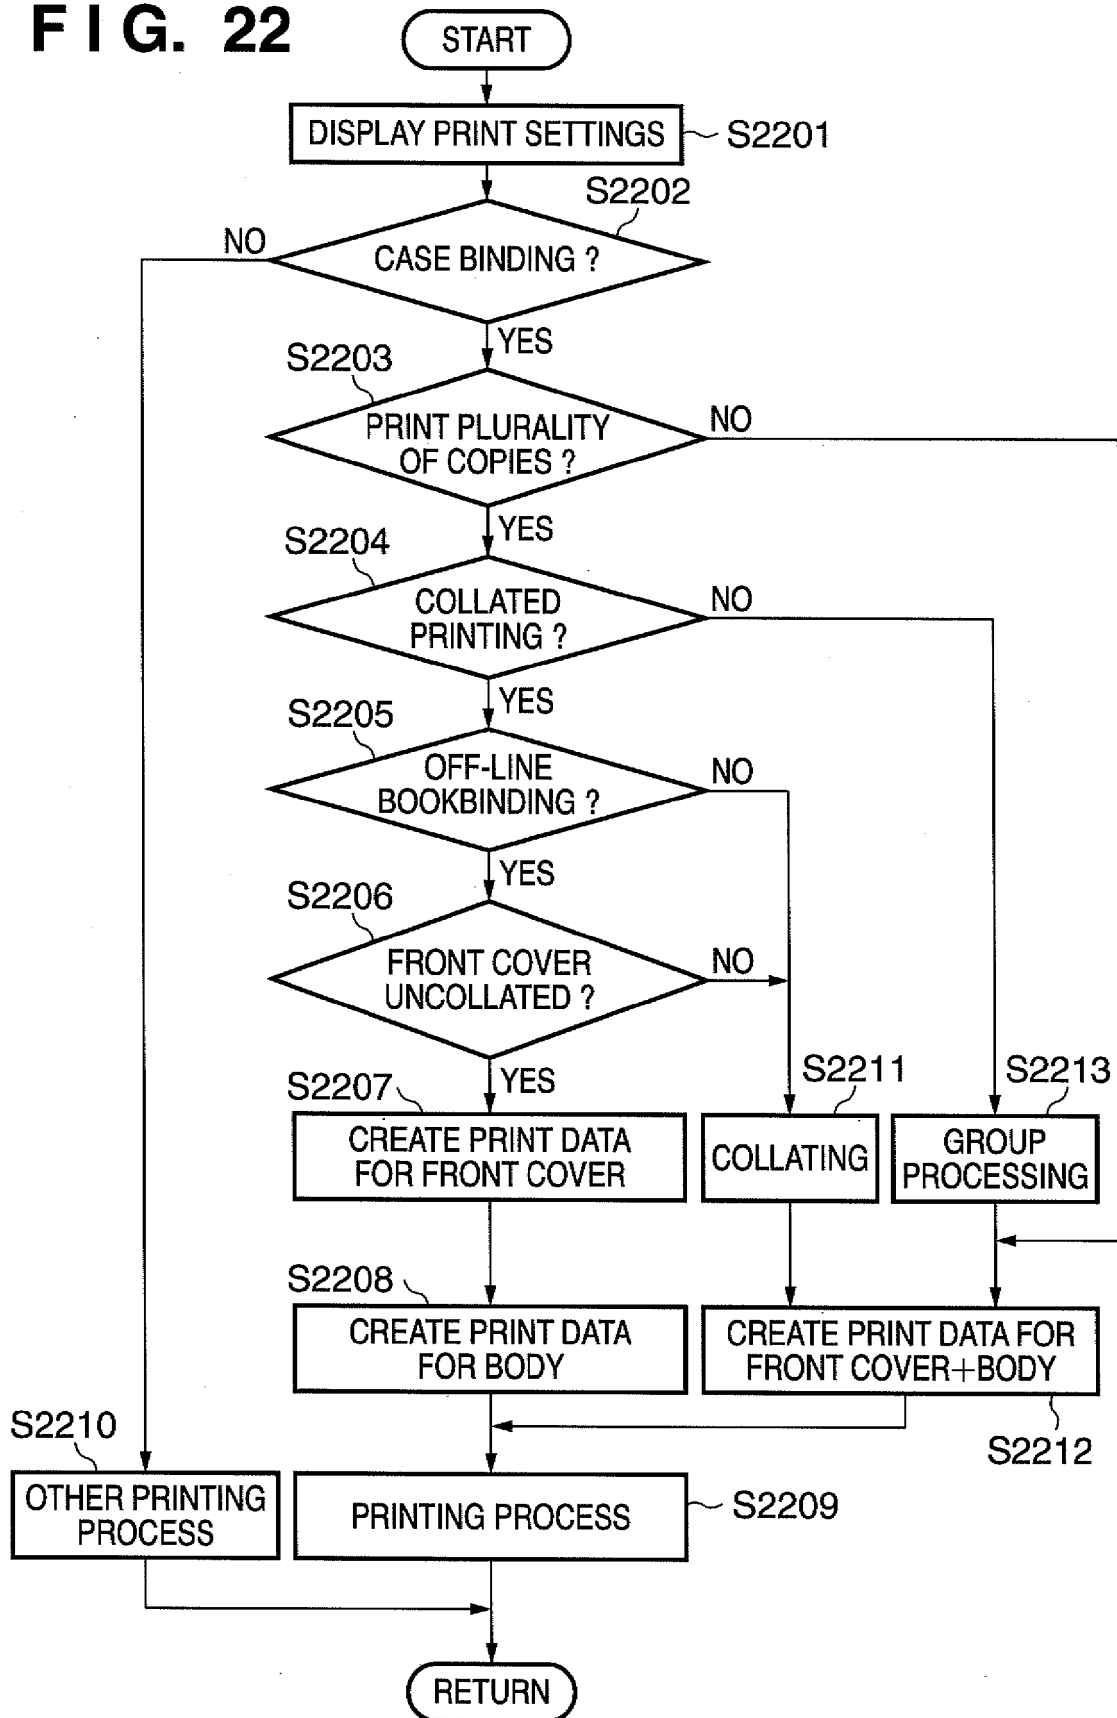 FIG. 22
START
DISPLAY PRINT SETTINGS
S2201
S2202
CASE BINDING ?
NO
YES
S2203
PRINT PLURALITY
OF COPIES ?
NO
YES
S2204
COLLATED
PRINTING ?
NO
YES
S2205
OFF-LINE
BOOKBINDING ?
NO
YES
S2206
FRONT COVER
UNCOLLATED ?
NO
YES
S2207
CREATE PRINT DATA
FOR FRONT COVER
S2211
COLLATING
S2213
GROUP
PROCESSING
S2208
CREATE PRINT DATA
FOR BODY
CREATE PRINT DATA FOR
FRONT COVER+BODY
S2212
S2210
OTHER PRINTING
PROCESS
PRINTING PROCESS
S2209
RETURN